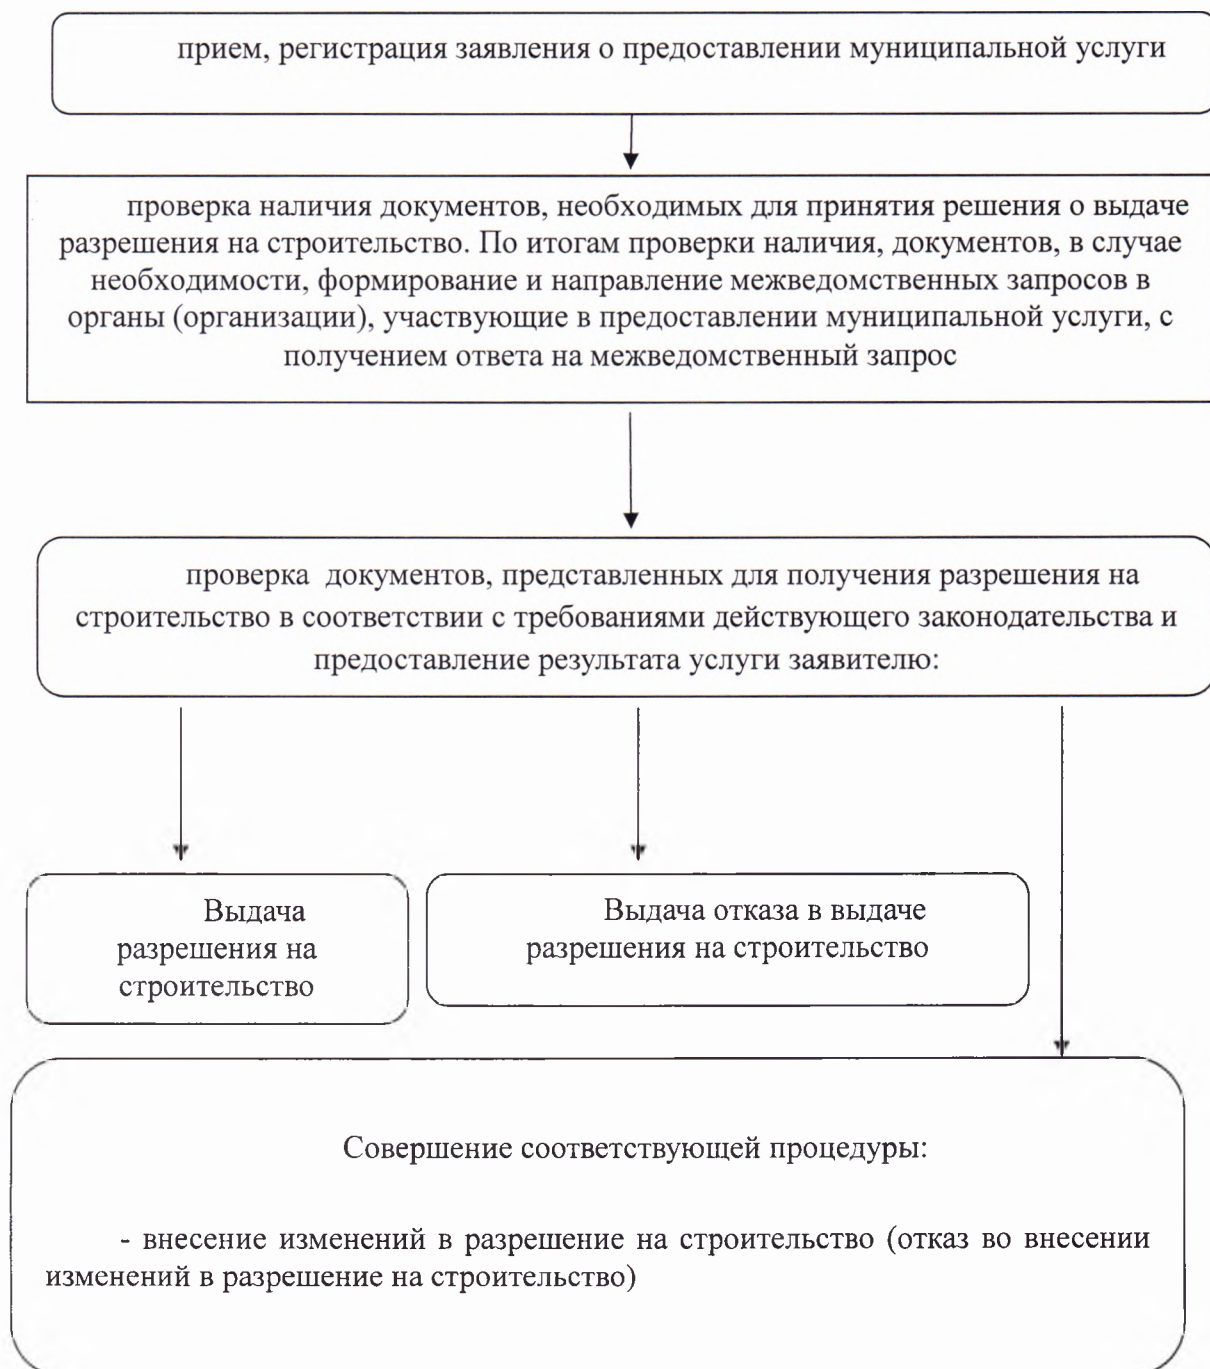 прием, регистрация заявления о предоставлении муниципальной услуги
проверка наличия документов, необходимых для принятия решения о выдаче
разрешения на строительство. По итогам проверки наличия, документов, в случае
необходимости, формирование и направление межведомственных запросов в
органы (организации), участвующие в предоставлении муниципальной услуги, с
получением ответа на межведомственный запрос
проверка документов, представленных для получения разрешения на
строительство в соответствии с требованиями действующего законодательства и
предоставление результата услуги заявителю:
Выдача
разрешения на
строительство
Выдача отказа в выдаче
разрешения на строительство
Совершение соответствующей процедуры:
- внесение изменений в разрешение на строительство (отказ во внесении
изменений в разрешение на строительство)